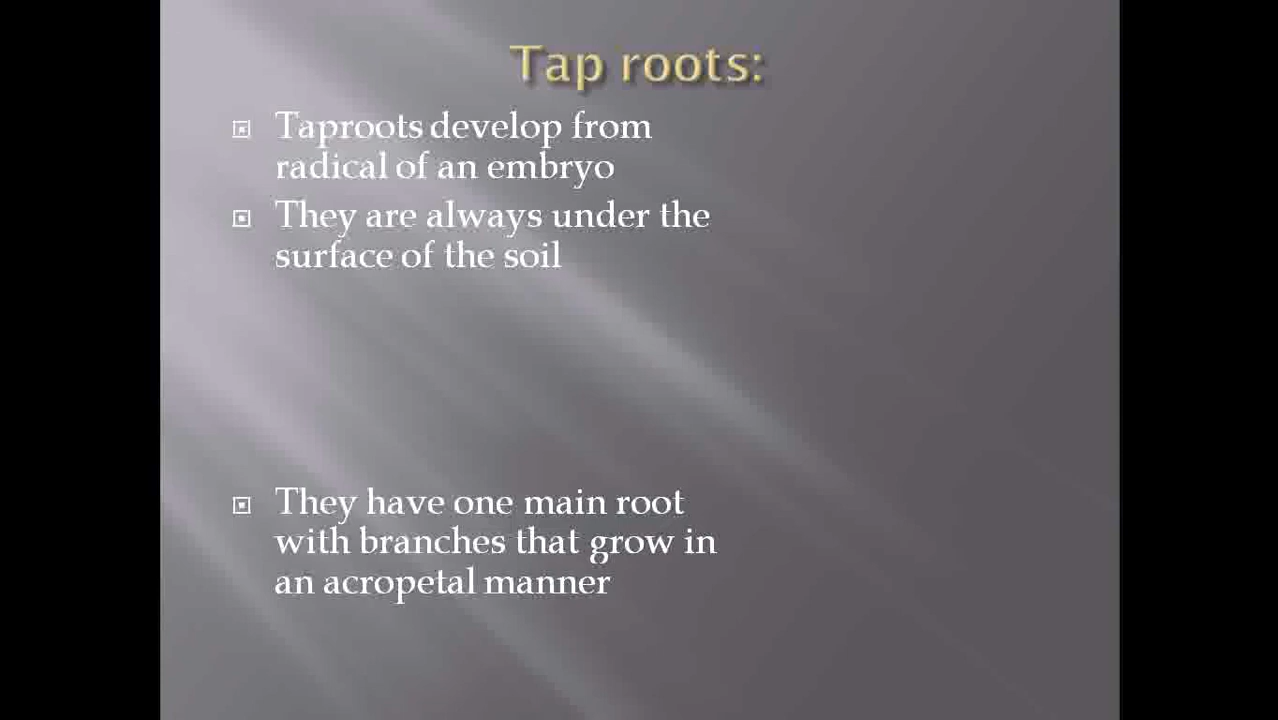 Tap roots:
Taproots develop from
radical of an embryo
They are always under the
surface of the soil
They have one main root
with branches that grow in
an acropetal manner